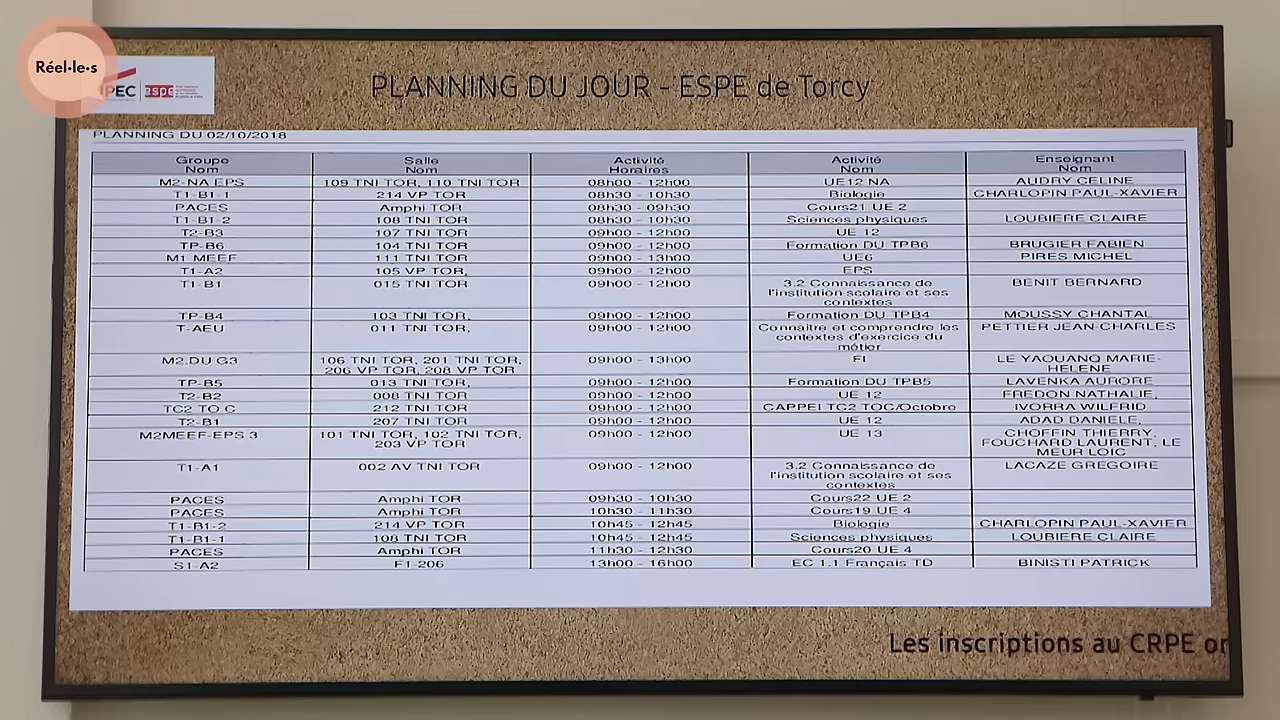 Réel·le·s
UPEC espe
PLANNING DU JOUR - ESPE de Torcy
PLANNING DU 02/10/2018
Groupe Nom Salle Nom Activité Horaires Activité Nom Enseignant Nom
M2-NA EPS 109 TNI TOR, 110 TNI TOR 08h00 - 12h00 UE12 NA AUDRY CELINE
T1-B1-1 214 VP TOR 08h30 - 10h30 Biologie CHARLOPIN PAUL-XAVIER
PACES Amphi TOR 08h30 - 09h30 Cours21 UE 2
T1-B1-2 108 TNI TOR 08h30 - 10h30 Sciences physiques LOUBIERE CLAIRE
T2-B3 107 TNI TOR 09h00 - 12h00 UE 12
TP-B6 104 TNI TOR 09h00 - 12h00 Formation DU TPB6 BRUGIER FABIEN
M1 MEEF 111 TNI TOR 09h00 - 13h00 UE6 PIRES MICHEL
T1-A2 105 VP TOR, 09h00 - 12h00 EPS
T1-B1 015 TNI TOR 09h00 - 12h00 3.2 Connaissance de BENIT BERNARD
l'institution scolaire et ses
contextes
TP-B4 103 TNI TOR, 09h00 - 12h00 Formation DU TPB4 MOUSSY CHANTAL
T-AEU 011 TNI TOR, 09h00 - 12h00 Connaitre et comprendre les PETTIER JEAN-CHARLES
contextes d'exercice du
métier
M2.DU G3 106 TNI TOR, 201 TNI TOR, 09h00 - 13h00 FI LE YAOUANQ MARIE-
206 VP TOR, 208 VP TOR HELENE
TP-B5 013 TNI TOR, 09h00 - 12h00 Formation DU TPB5 LAVENKA AURORE
T2-B2 008 TNI TOR 09h00 - 12h00 UE 12 FREDON NATHALIE,
TC2 TO C 212 TNI TOR 09h00 - 12h00 CAPPEI TC2 TOC/Octobre IVORRA WILFRID
T2-B1 207 TNI TOR 09h00 - 12h00 UE 12 ADAD DANIELE,
M2MEEF-EPS 3 101 TNI TOR, 102 TNI TOR, 09h00 - 12h00 UE 13 CHOFFIN THIERRY,
203 VP TOR FOUCHARD LAURENT, LE
MEUR LOIC
T1-A1 002 AV TNI TOR 09h00 - 12h00 3.2 Connaissance de LACAZE GREGOIRE
l'institution scolaire et ses
contextes
PACES Amphi TOR 09h30 - 10h30 Cours22 UE 2
PACES Amphi TOR 10h30 - 11h30 Cours19 UE 4
T1-B1-2 214 VP TOR 10h45 - 12h45 Biologie CHARLOPIN PAUL-XAVIER
T1-B1-1 108 TNI TOR 10h45 - 12h45 Sciences physiques LOUBIERE CLAIRE
PACES Amphi TOR 11h30 - 12h30 Cours20 UE 4
S1-A2 F1-206 13h00 - 16h00 EC 1.1 Français TD BINISTI PATRICK
Les inscriptions au CRPE